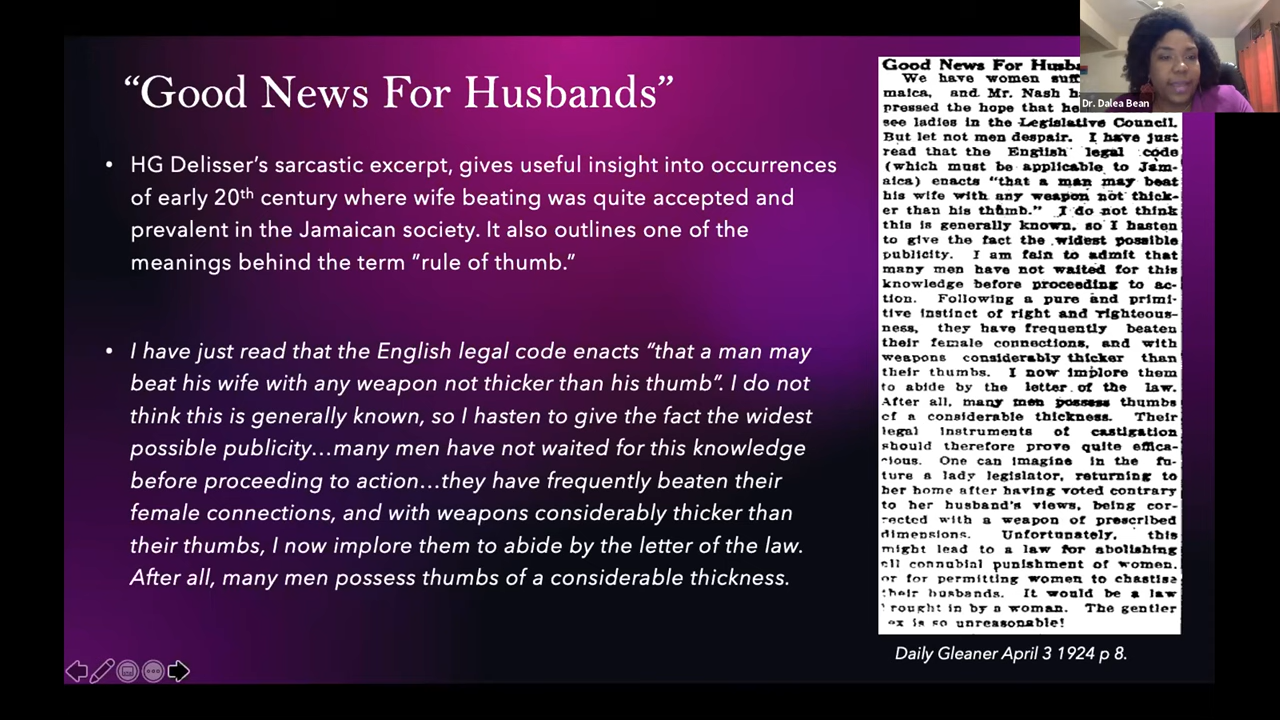 “Good News For Husbands”
• HG Delisser’s sarcastic excerpt, gives useful insight into occurrences
of early 20th century where wife beating was quite accepted and
prevalent in the Jamaican society. It also outlines one of the
meanings behind the term “rule of thumb.”
• I have just read that the English legal code enacts “that a man may
beat his wife with any weapon not thicker than his thumb”. I do not
think this is generally known, so I hasten to give the fact the widest
possible publicity…many men have not waited for this knowledge
before proceeding to action…they have frequently beaten their
female connections, and with weapons considerably thicker than
their thumbs, I now implore them to abide by the letter of the law.
After all, many men possess thumbs of a considerable thickness.
Good News For
We have women
maica, and Mr. Nash
pressed the hope that he
see ladies in the Legislative Council.
But let not men despair. I have just
read that the English legal code
(which must be applicable to Jam-
aica) enacts “that a man may beat
his wife with any weapon not thick-
er than his thumb.” I do not think
this is generally known, so I hasten
to give the fact the widest possible
publicity. I am fain to admit that
many men have not waited for this
knowledge before proceeding to ac-
tion. Following a pure and primi-
tive instinct of right and righteous-
ness, they have frequently beaten
their female connections, and with
weapons considerably thicker than
their thumbs. I now implore them
to abide by the letter of the law.
After all, many men possess thumbs
of a considerable thickness. Their
legal instruments of castigation
should therefore prove quite effica-
cious. One can imagine in the fu-
ture a lady legislator, returning to
her home after having voted contrary
to her husband's views, being cor-
rected with a weapon of prescribed
dimensions. Unfortunately, this
might lead to a law for abolishing
all connubial punishment of women,
or for permitting women to chastise
their husbands. It would be a law
rought in by a woman. The gentler
ex is so unreasonable!
Daily Gleaner April 3 1924 p 8.
Dr. Dalea Bean